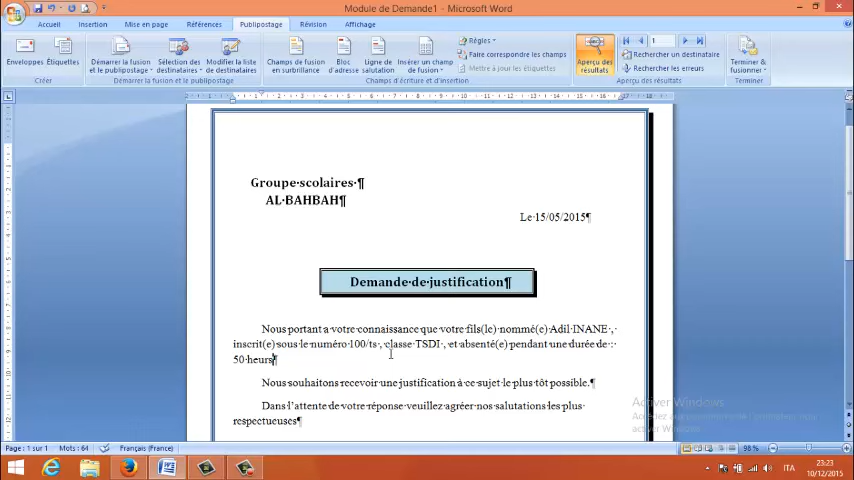 Module de Demande1 - Microsoft Word
Accueil Insertion Mise en page Références Publipostage Révision Affichage
Enveloppes Étiquettes
Créer
Démarrer la fusion et le publipostage
Sélection des destinataires
Modifier la liste de destinataires
Démarrer la fusion et le publipostage
Champs de fusion en surbrillance
Bloc d'adresse
Ligne de salutation
Insérer un champ de fusion
Règles
Faire correspondre les champs
Mettre à jour les étiquettes
Champs d'écriture et d'insertion
Aperçu des résultats
1
Rechercher un destinataire
Rechercher les erreurs
Aperçu des résultats
Terminer & fusionner
Terminer
Groupe·scolaires·¶
AL·BAHBAH¶
Le·15/05/2015¶
Demande·de·justification¶
Nous portant a votre connaissance que votre fils(le) nommé(e) Adil INANE ,
inscrit(e) sous le numéro 100/ts , classe TSDI , et absenté(e) pendant une durée de :
50·heurs¶
Nous souhaitons recevoir une justification à ce sujet le plus tôt possible.¶
Dans l'attente de votre réponse veuillez agréer nos salutations les plus
respectueuses¶
Activer Windows
activer Windows.
Page : 1 sur 1 Mots : 64 Français (France) 98 %
ITA
23:23
10/12/2015